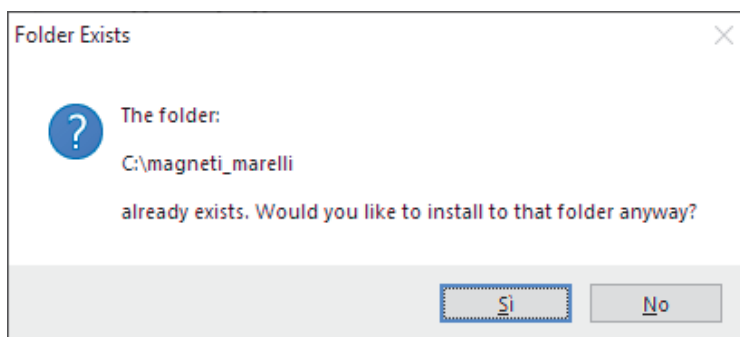 Folder Exists
The folder:
C:\magneti_marelli
already exists. Would you like to install to that folder anyway?
Sì
No